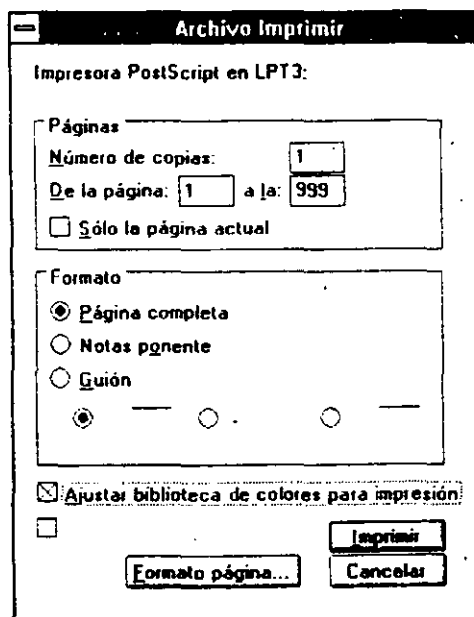 Archivo Imprimir
Impresora PostScript en LPT3:
Páginas
Número de copias: 1
De la página: 1 a la: 999
Sólo la página actual
Formato
Página completa
Notas ponente
Guión
Ajustar biblioteca de colores para impresión
Imprimir
Formato página... Cancelar